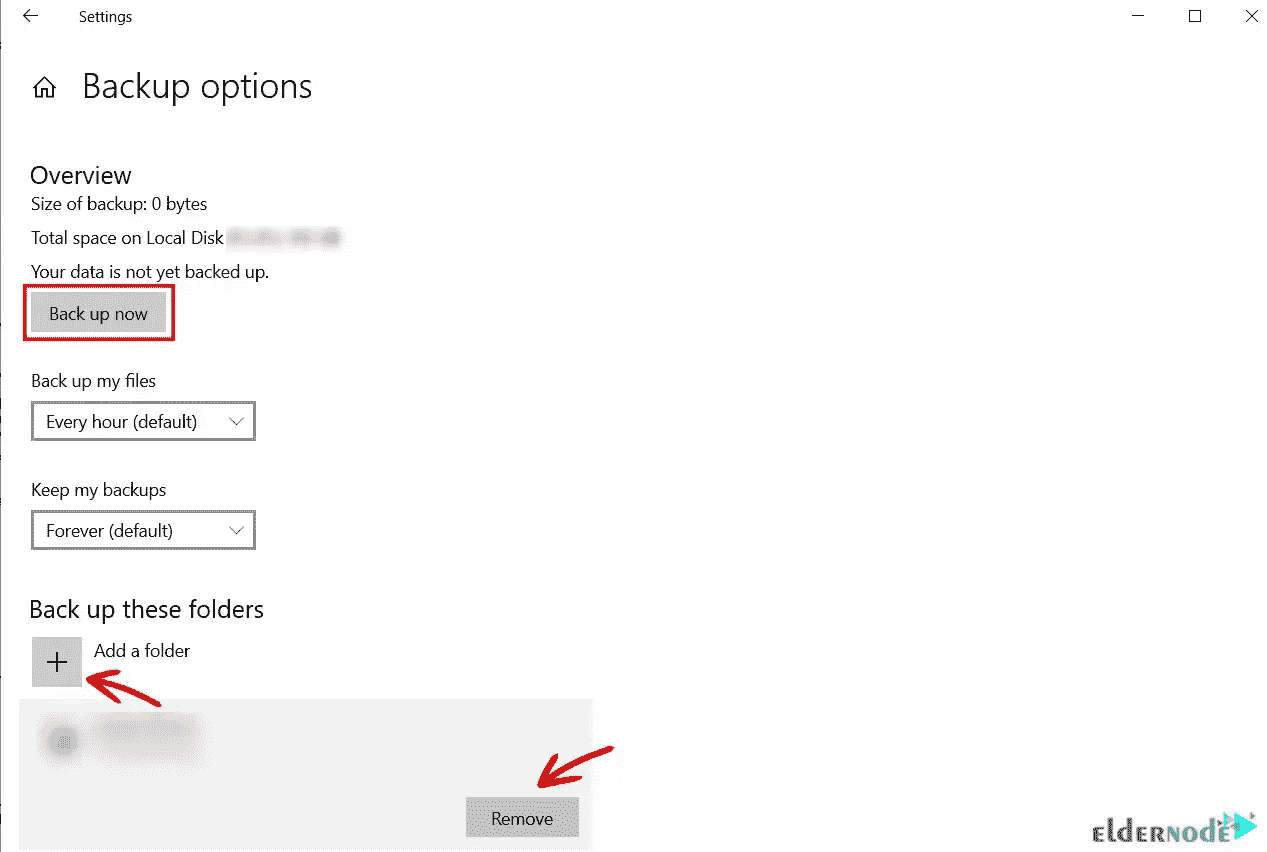 Settings
Backup options
Overview
Size of backup: 0 bytes
Total space on Local Disk
Your data is not yet backed up.
Back up now
Back up my files
Every hour (default)
Keep my backups
Forever (default)
Back up these folders
Add a folder
Remove
eldernode